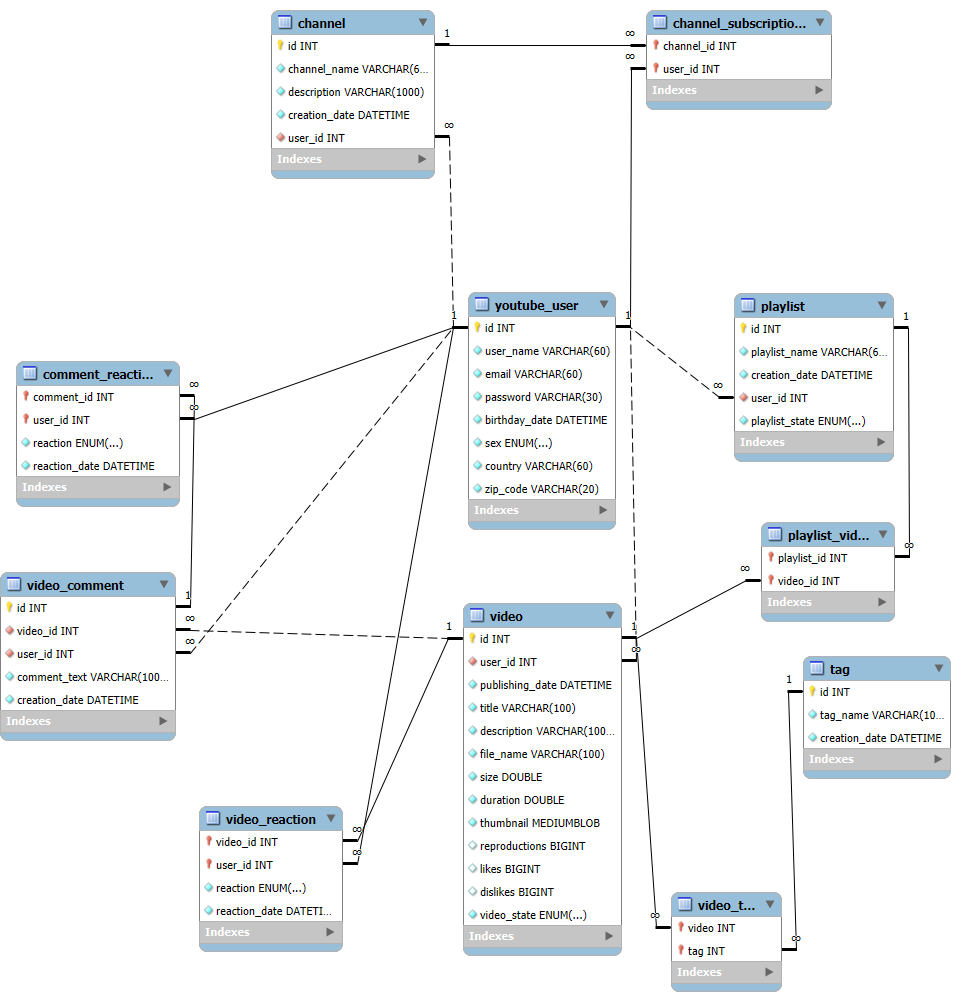 channel
id INT
channel_name VARCHAR(6...
description VARCHAR(1000)
creation_date DATETIME
user_id INT
Indexes
1
∞
channel_subscriptio...
channel_id INT
user_id INT
Indexes
∞
∞
youtube_user
id INT
user_name VARCHAR(60)
email VARCHAR(60)
password VARCHAR(30)
birthday_date DATETIME
sex ENUM(...)
country VARCHAR(60)
zip_code VARCHAR(20)
Indexes
1
1
playlist
id INT
playlist_name VARCHAR(6...
creation_date DATETIME
user_id INT
playlist_state ENUM(...)
Indexes
1
∞
comment_reacti...
comment_id INT
user_id INT
reaction ENUM(...)
reaction_date DATETIME
Indexes
∞
∞
playlist_vid...
playlist_id INT
video_id INT
Indexes
∞
∞
video_comment
id INT
video_id INT
user_id INT
comment_text VARCHAR(100...
creation_date DATETIME
Indexes
1
∞
∞
video
id INT
user_id INT
publishing_date DATETIME
title VARCHAR(100)
description VARCHAR(100...
file_name VARCHAR(100)
size DOUBLE
duration DOUBLE
thumbnail MEDIUMBLOB
reproductions BIGINT
likes BIGINT
dislikes BIGINT
video_state ENUM(...)
Indexes
1
1
∞
tag
id INT
tag_name VARCHAR(10...
creation_date DATETIME
Indexes
1
video_reaction
video_id INT
user_id INT
reaction ENUM(...)
reaction_date DATETI...
Indexes
∞
∞
video_t...
video INT
tag INT
Indexes
∞
∞